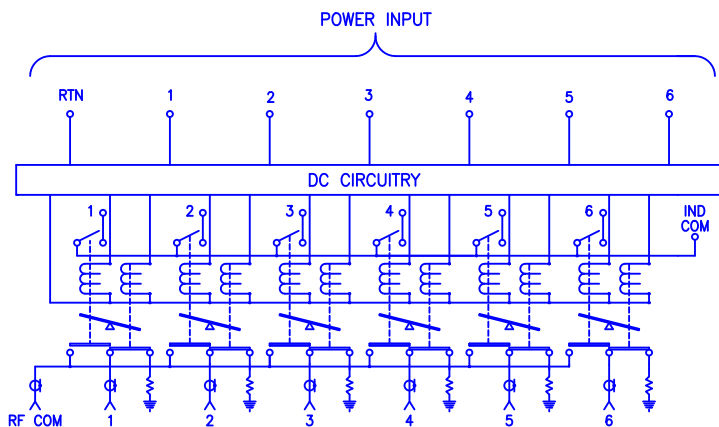 POWER INPUT
RTN 1 2 3 4 5 6
DC CIRCUITRY
1 2 3 4 5 6 IND
COM
RF COM 1 2 3 4 5 6